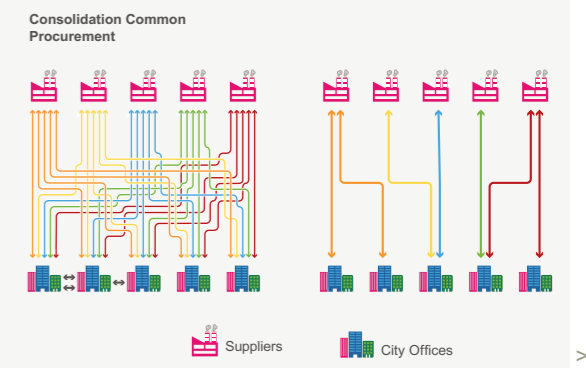 Consolidation Common
Procurement
Suppliers
City Offices
>